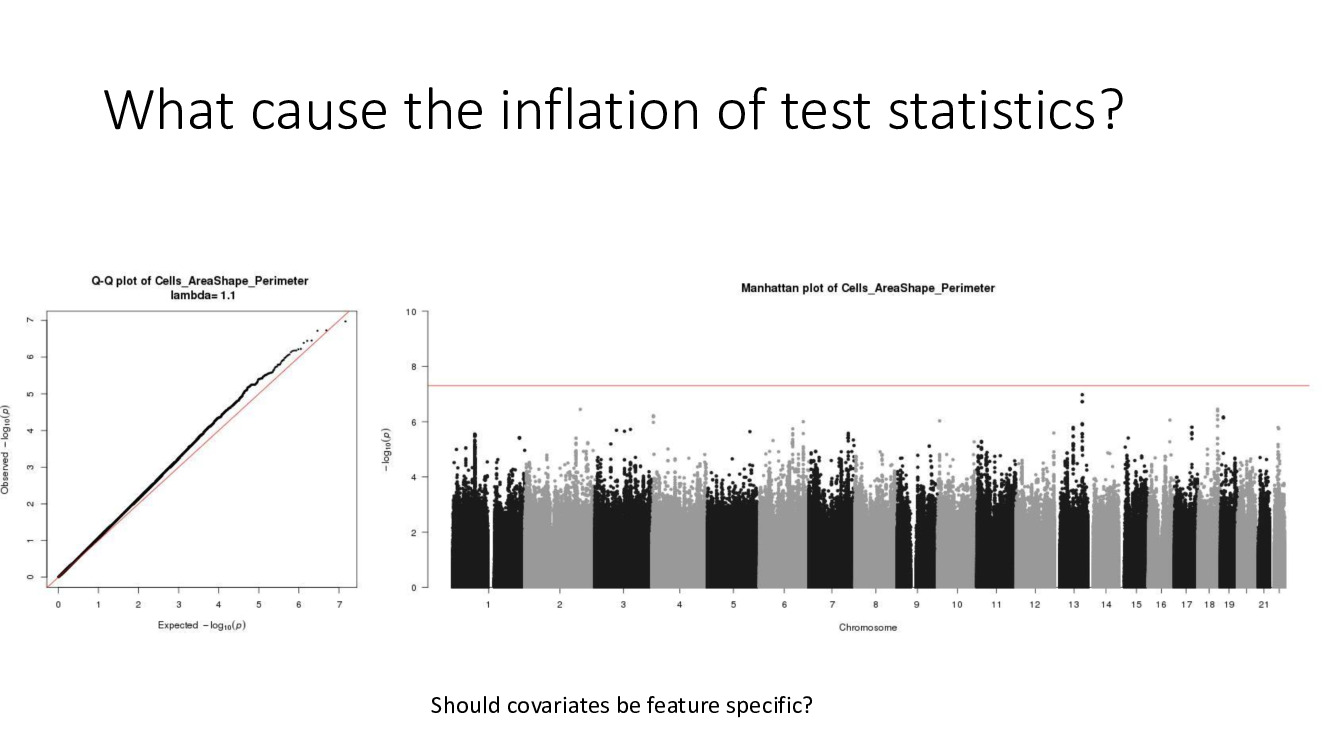 What cause the inflation of test statistics?
Q-Q plot of Cells_AreaShape_Perimeter
lambda= 1.1
Observed −log10(p)
7
6
5
4
3
2
1
0
0 1 2 3 4 5 6 7
Expected −log10(p)
Manhattan plot of Cells_AreaShape_Perimeter
−log10(p)
10
8
6
4
2
0
1 2 3 4 5 6 7 8 9 10 11 12 13 14 15 16 17 18 19 21
Chromosome
Should covariates be feature specific?